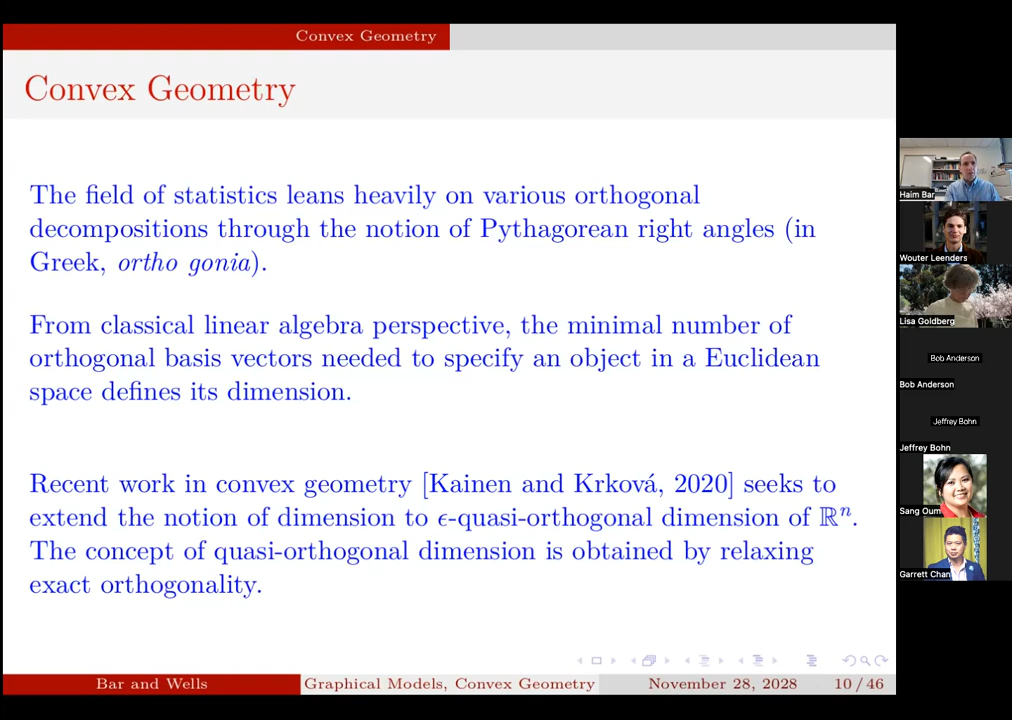 Convex Geometry
Convex Geometry
The field of statistics leans heavily on various orthogonal
decompositions through the notion of Pythagorean right angles (in
Greek, ortho gonia).
From classical linear algebra perspective, the minimal number of
orthogonal basis vectors needed to specify an object in a Euclidean
space defines its dimension.
Recent work in convex geometry [Kainen and Krková, 2020] seeks to
extend the notion of dimension to ϵ-quasi-orthogonal dimension of ℝⁿ.
The concept of quasi-orthogonal dimension is obtained by relaxing
exact orthogonality.
Bar and Wells
Graphical Models, Convex Geometry
November 28, 2028
10 / 46
Haim Bar
Wouter Leenders
Lisa Goldberg
Bob Anderson
Bob Anderson
Jeffrey Bohn
Jeffrey Bohn
Sang Oum
Garrett Chan